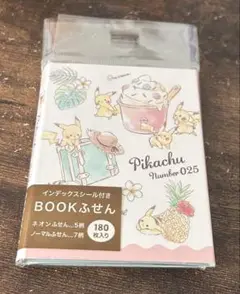 Pikachu
Number 025
インデックスシール付き
BOOKふせん
ネオンふせん…5柄
ノーマルふせん…7柄
180
枚入り